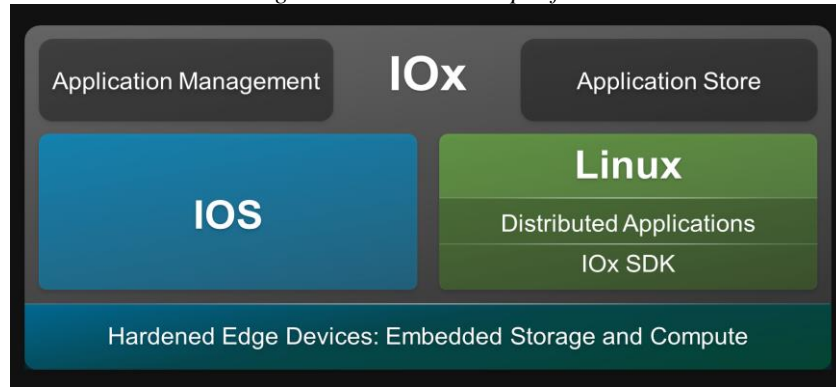 Application Management
IOx
Application Store
IOS
Linux
Distributed Applications
IOx SDK
Hardened Edge Devices: Embedded Storage and Compute